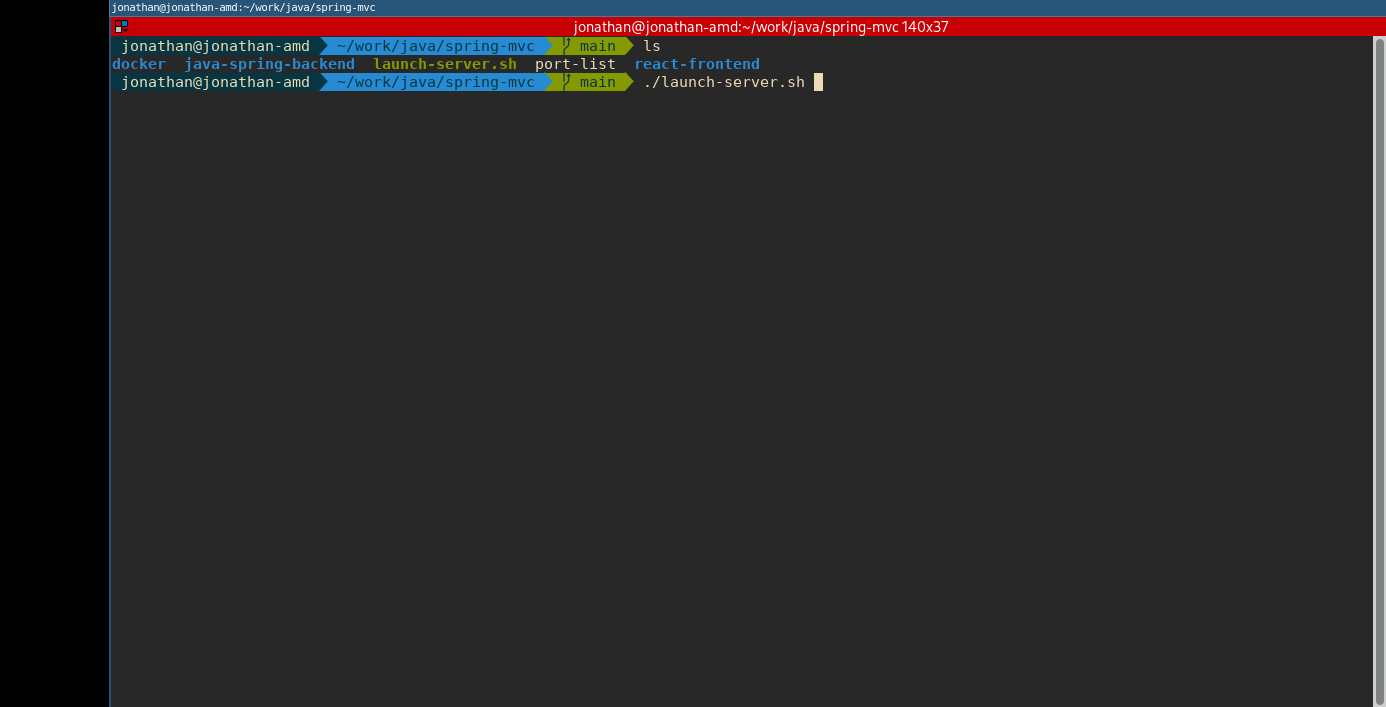 jonathan@jonathan-amd:~/work/java/spring-mvc
jonathan@jonathan-amd:~/work/java/spring-mvc 140x37
jonathan@jonathan-amd ~/work/java/spring-mvc main ls
docker java-spring-backend launch-server.sh port-list react-frontend
jonathan@jonathan-amd ~/work/java/spring-mvc main ./launch-server.sh